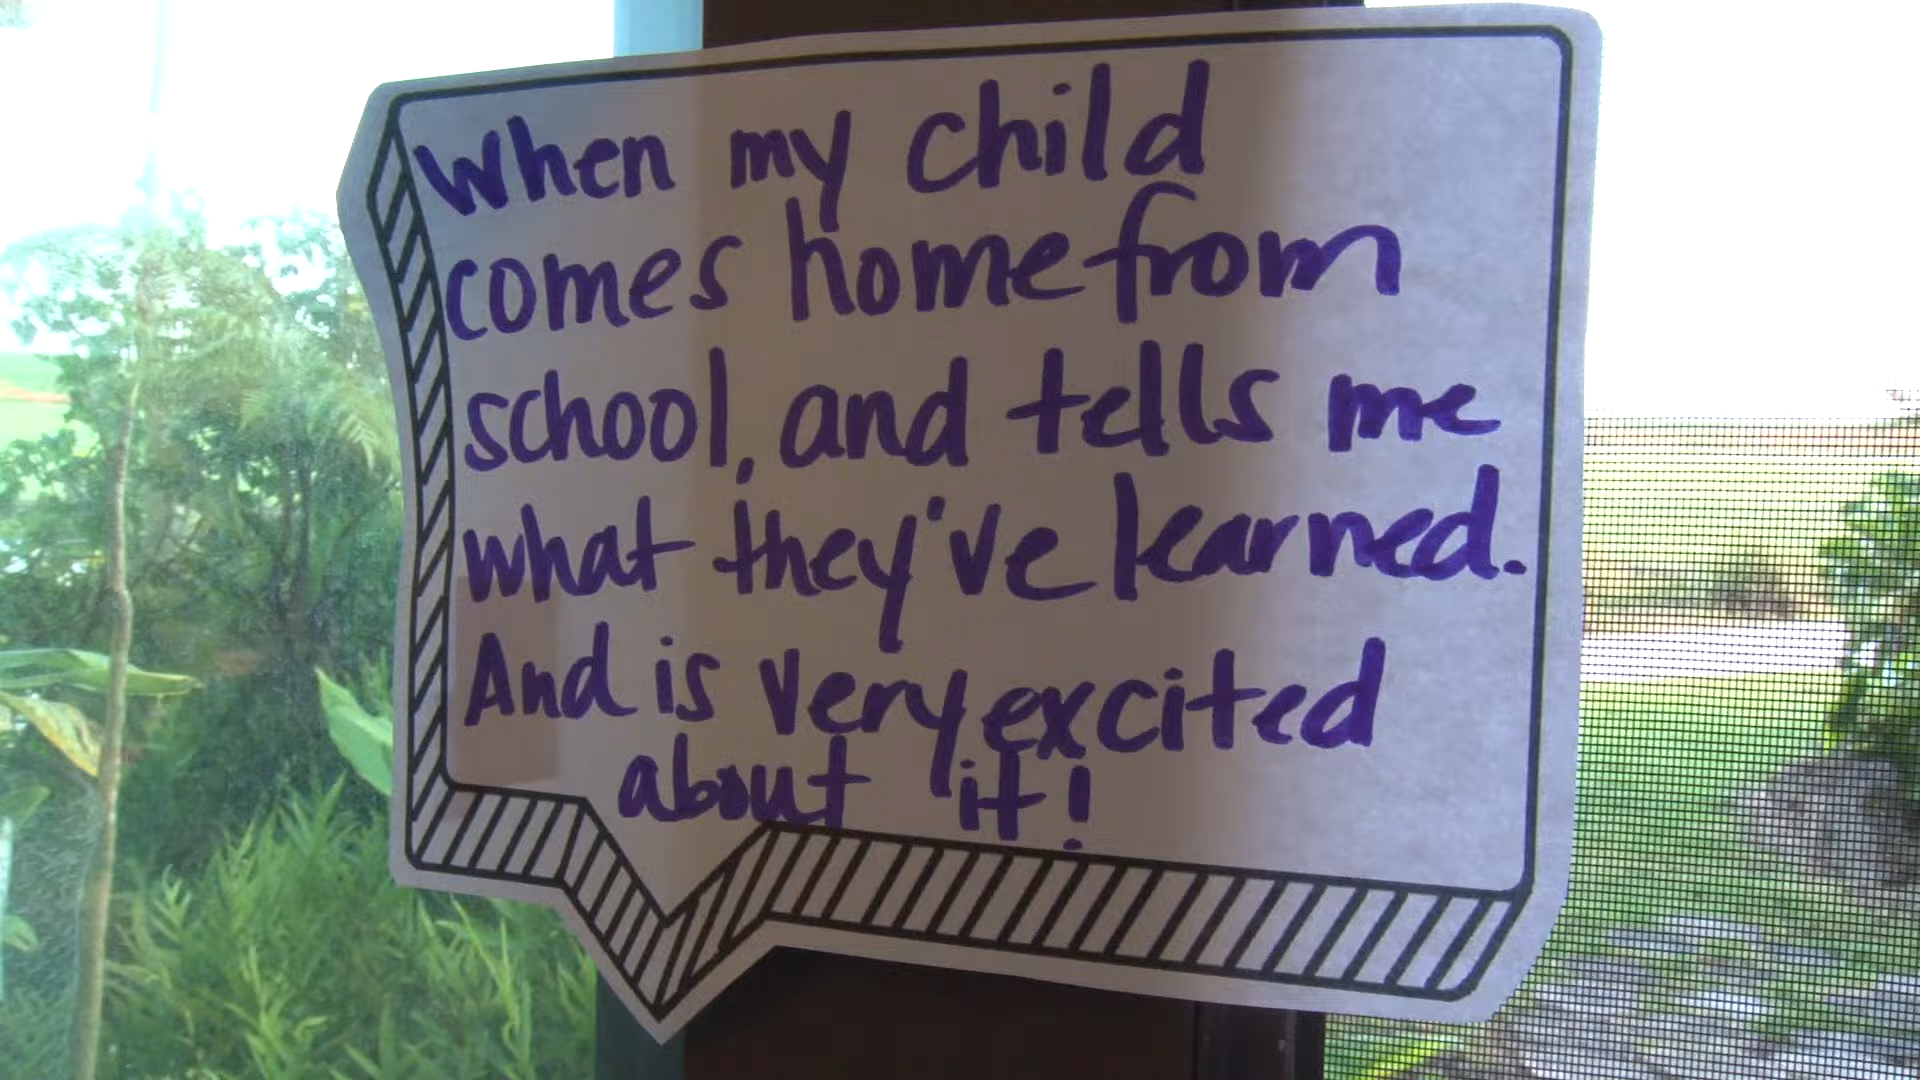 When my child
comes home from
school, and tells me
what they've learned.
And is very excited
about it!